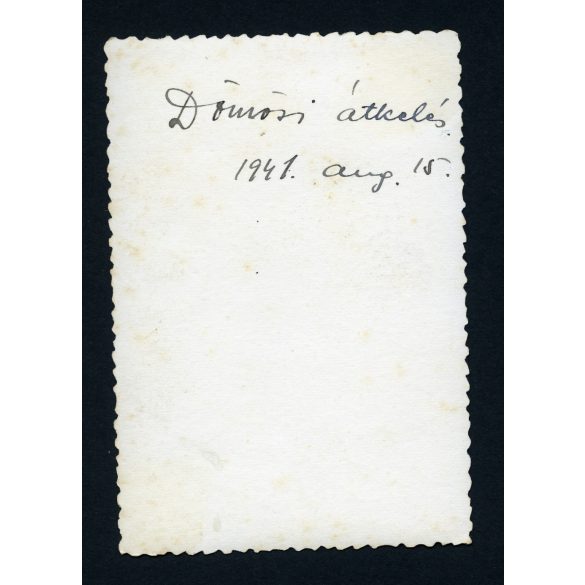 Dömösi átkelés
1941. aug. 15.